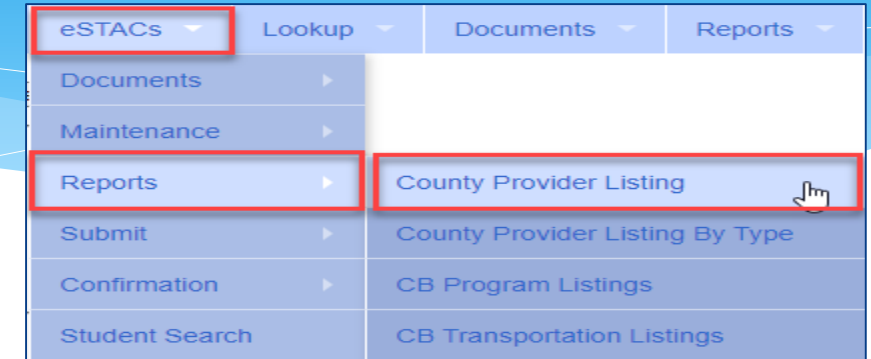 eSTACs Lookup Documents Reports
Documents
Maintenance
Reports County Provider Listing
Submit County Provider Listing By Type
Confirmation CB Program Listings
Student Search CB Transportation Listings